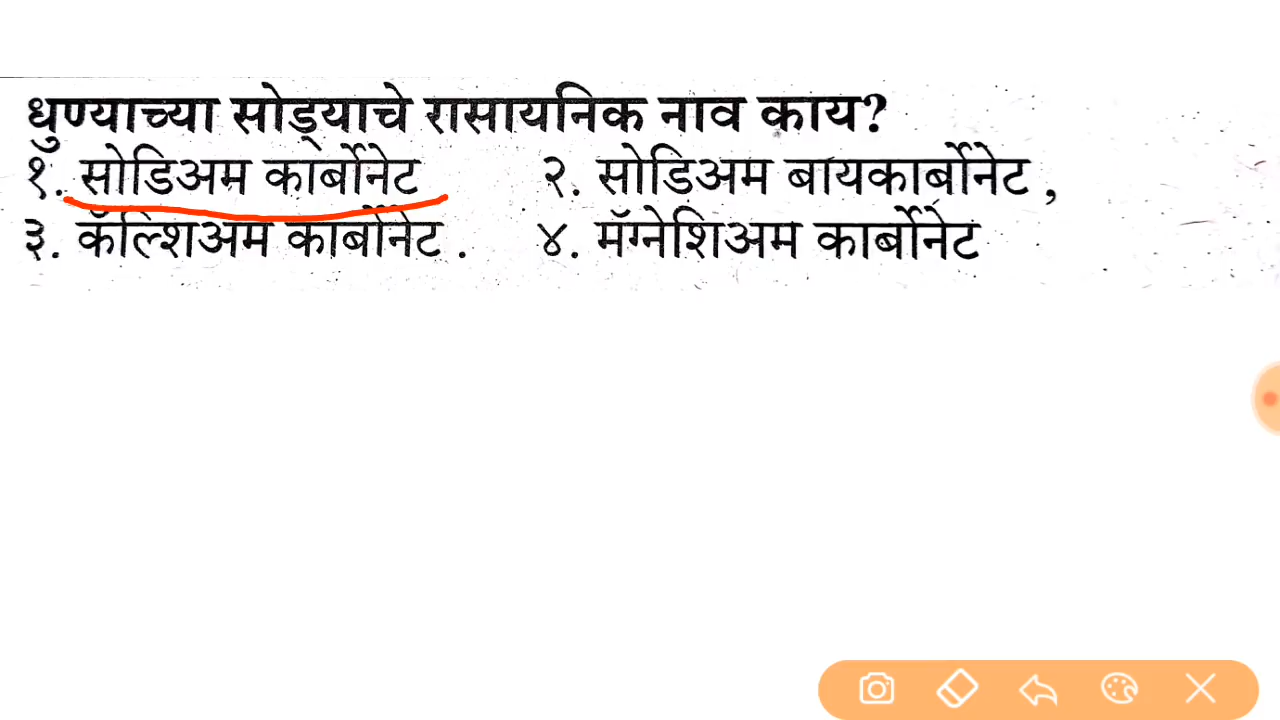 धुण्याच्या सोड्याचे रासायनिक नाव काय?
१. सोडिअम कार्बोनेट २. सोडिअम बायकार्बोनेट ,
३. कॅल्शिअम कार्बोनेट . ४. मॅग्नेशिअम कार्बोनेट